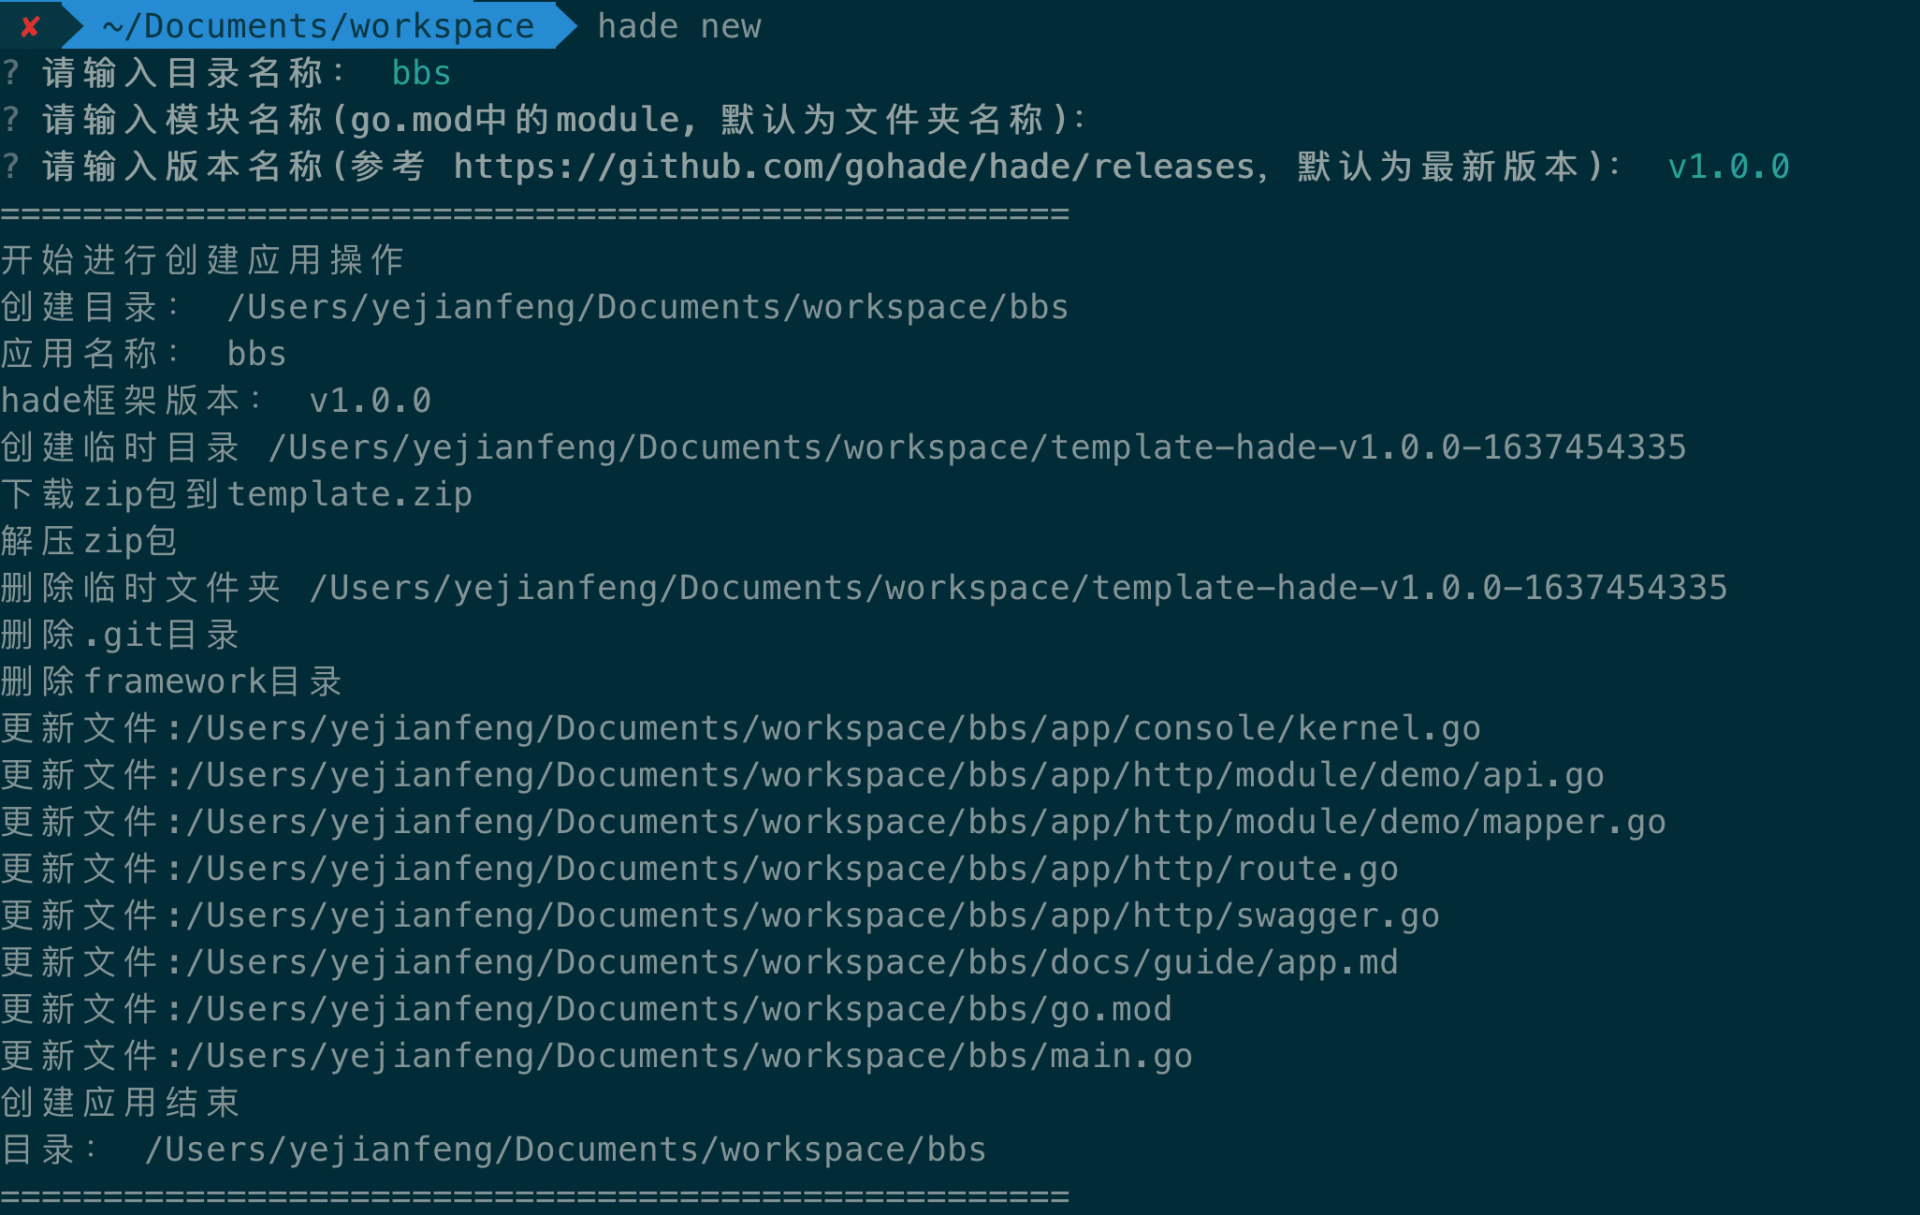 ✘ ~/Documents/workspace hade new
? 请输入目录名称： bbs
? 请输入模块名称(go.mod中的module, 默认为文件夹名称)：
? 请输入版本名称(参考 https://github.com/gohade/hade/releases, 默认为最新版本)： v1.0.0
====================================================
开始进行创建应用操作
创建目录： /Users/yejianfeng/Documents/workspace/bbs
应用名称： bbs
hade框架版本： v1.0.0
创建临时目录 /Users/yejianfeng/Documents/workspace/template-hade-v1.0.0-1637454335
下载zip包到template.zip
解压zip包
删除临时文件夹 /Users/yejianfeng/Documents/workspace/template-hade-v1.0.0-1637454335
删除.git目录
删除framework目录
更新文件:/Users/yejianfeng/Documents/workspace/bbs/app/console/kernel.go
更新文件:/Users/yejianfeng/Documents/workspace/bbs/app/http/module/demo/api.go
更新文件:/Users/yejianfeng/Documents/workspace/bbs/app/http/module/demo/mapper.go
更新文件:/Users/yejianfeng/Documents/workspace/bbs/app/http/route.go
更新文件:/Users/yejianfeng/Documents/workspace/bbs/app/http/swagger.go
更新文件:/Users/yejianfeng/Documents/workspace/bbs/docs/guide/app.md
更新文件:/Users/yejianfeng/Documents/workspace/bbs/go.mod
更新文件:/Users/yejianfeng/Documents/workspace/bbs/main.go
创建应用结束
目录： /Users/yejianfeng/Documents/workspace/bbs
====================================================